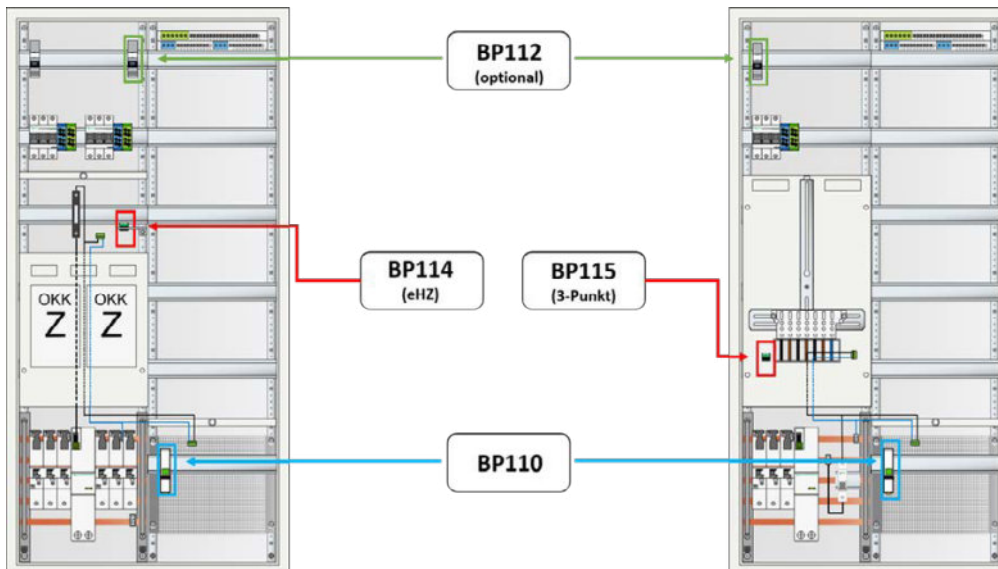 BP112
(optional)
BP114
(eHZ)
BP115
(3-Punkt)
OKK
Z
OKK
Z
BP110